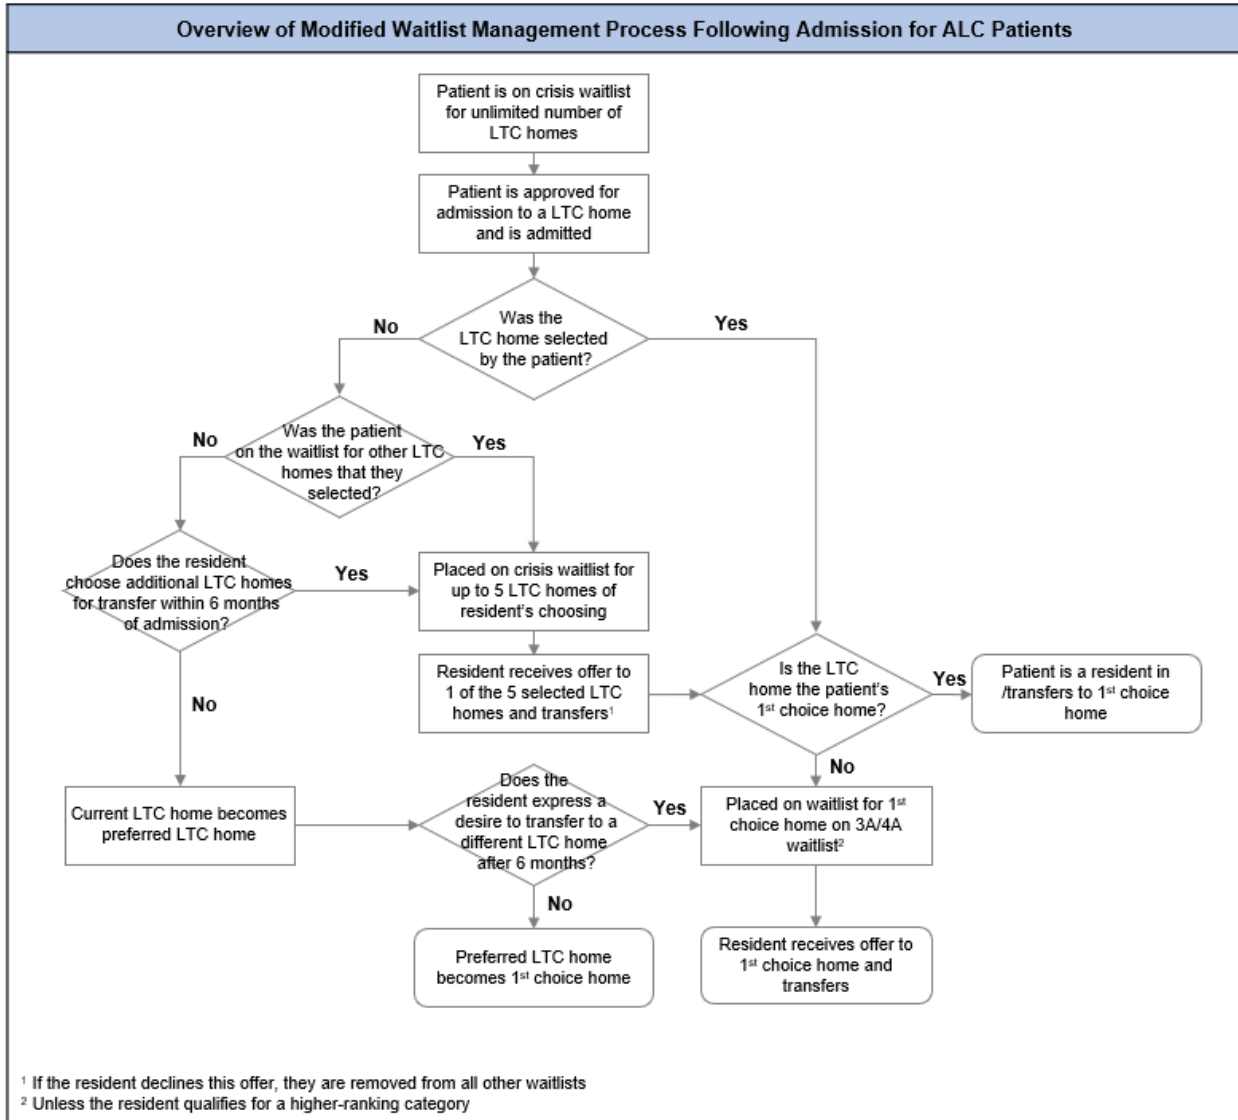 Overview of Modified Waitlist Management Process Following Admission for ALC Patients
Patient is on crisis waitlist
for unlimited number of
LTC homes
Patient is approved for
admission to a LTC home
and is admitted
Was the
LTC home selected
by the patient?
No
Yes
Was the patient
on the waitlist for other LTC
homes that they
selected?
No
Yes
Does the resident
choose additional LTC homes
for transfer within 6 months
of admission?
Yes
No
Placed on crisis waitlist for
up to 5 LTC homes of
resident's choosing
Resident receives offer to
1 of the 5 selected LTC
homes and transfers¹
Is the LTC
home the patient's
1st choice home?
Yes
No
Patient is a resident in
/transfers to 1st choice
home
Current LTC home becomes
preferred LTC home
Does the
resident express a
desire to transfer to a
different LTC home
after 6 months?
Yes
No
Placed on waitlist for 1st
choice home on 3A/4A
waitlist²
Preferred LTC home
becomes 1st choice home
Resident receives offer to
1st choice home and
transfers
¹ If the resident declines this offer, they are removed from all other waitlists
² Unless the resident qualifies for a higher-ranking category